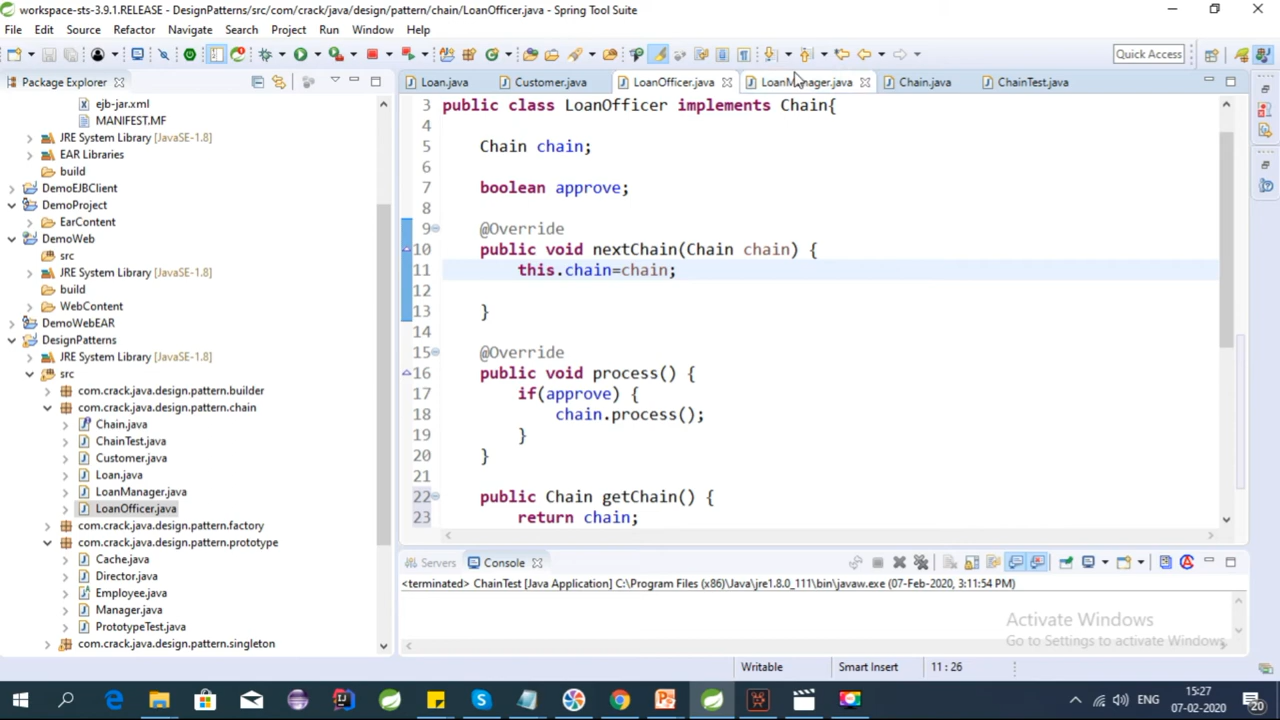 workspace-sts-3.9.1.RELEASE - DesignPatterns/src/com/crack/java/design/pattern/chain/LoanOfficer.java - Spring Tool Suite
File Edit Source Refactor Navigate Search Project Run Window Help
Quick Access
Package Explorer
ejb-jar.xml
MANIFEST.MF
JRE System Library [JavaSE-1.8]
EAR Libraries
build
DemoEJBClient
DemoProject
EarContent
DemoWeb
src
JRE System Library [JavaSE-1.8]
build
WebContent
DemoWebEAR
DesignPatterns
JRE System Library [JavaSE-1.8]
src
com.crack.java.design.pattern.builder
com.crack.java.design.pattern.chain
Chain.java
ChainTest.java
Customer.java
Loan.java
LoanManager.java
LoanOfficer.java
com.crack.java.design.pattern.factory
com.crack.java.design.pattern.prototype
Cache.java
Director.java
Employee.java
Manager.java
PrototypeTest.java
com.crack.java.design.pattern.singleton
Loan.java Customer.java LoanOfficer.java LoanManager.java Chain.java ChainTest.java
3 public class LoanOfficer implements Chain{
4
5 Chain chain;
6
7 boolean approve;
8
9 @Override
10 public void nextChain(Chain chain) {
11 this.chain=chain;
12
13 }
14
15 @Override
16 public void process() {
17 if(approve) {
18 chain.process();
19 }
20 }
21
22 public Chain getChain() {
23 return chain;
Servers Console
<terminated> ChainTest [Java Application] C:\Program Files (x86)\Java\jre1.8.0_111\bin\javaw.exe (07-Feb-2020, 3:11:54 PM)
Activate Windows
Go to Settings to activate Windows.
Writable Smart Insert 11 : 26
ENG
15:27
07-02-2020
20